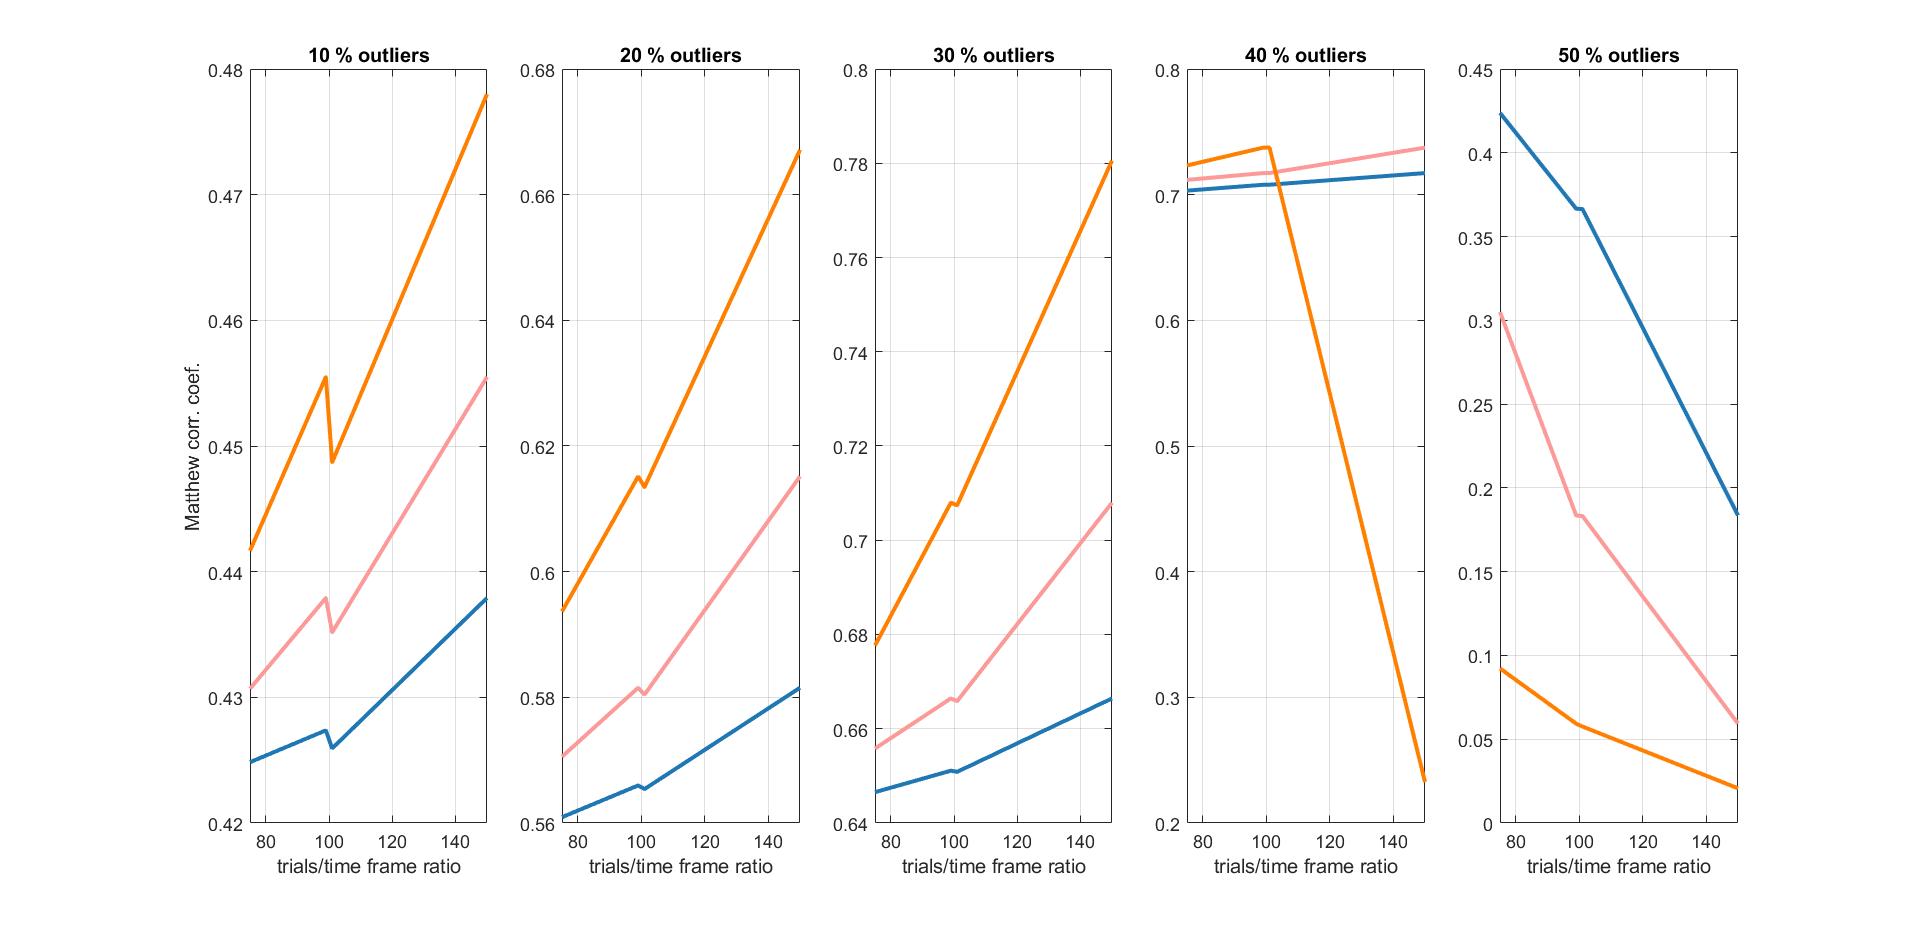 10 % outliers
20 % outliers
30 % outliers
40 % outliers
50 % outliers
Matthew corr. coef.
0.48
0.47
0.46
0.45
0.44
0.43
0.42
80 100 120 140
trials/time frame ratio
0.68
0.66
0.64
0.62
0.6
0.58
0.56
80 100 120 140
trials/time frame ratio
0.8
0.78
0.76
0.74
0.72
0.7
0.68
0.66
0.64
80 100 120 140
trials/time frame ratio
0.8
0.7
0.6
0.5
0.4
0.3
0.2
80 100 120 140
trials/time frame ratio
0.45
0.4
0.35
0.3
0.25
0.2
0.15
0.1
0.05
0
80 100 120 140
trials/time frame ratio